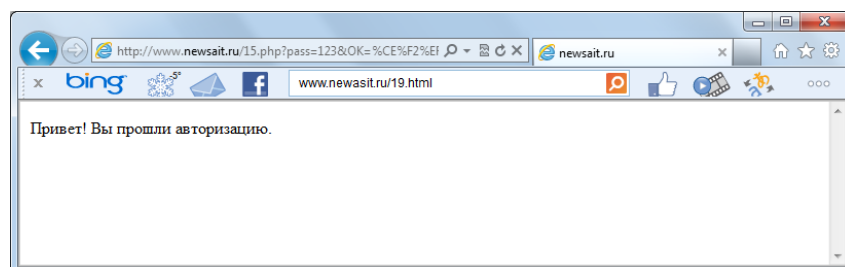 http://www.newsait.ru/15.php?pass=123&OK=%CE%F2%EF
newsait.ru
x bing 5° f www.newasit.ru/19.html
Привет! Вы прошли авторизацию.